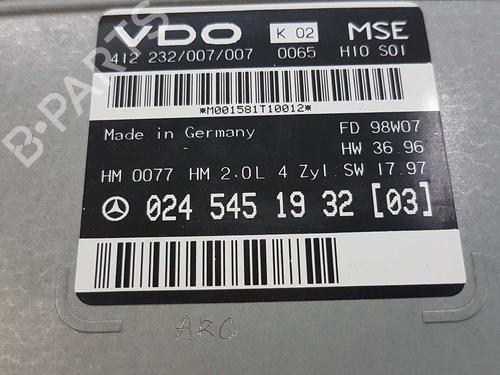 VDO K 02 MSE
412 232/007/007 0065 H10 S01
*M001581T10012*
Made in Germany FD 98W07
HW 36.96
HM 0077 HM 2.0L 4 Zyl. SW 17.97
024 545 19 32 [03]
ARC
B-PARTS